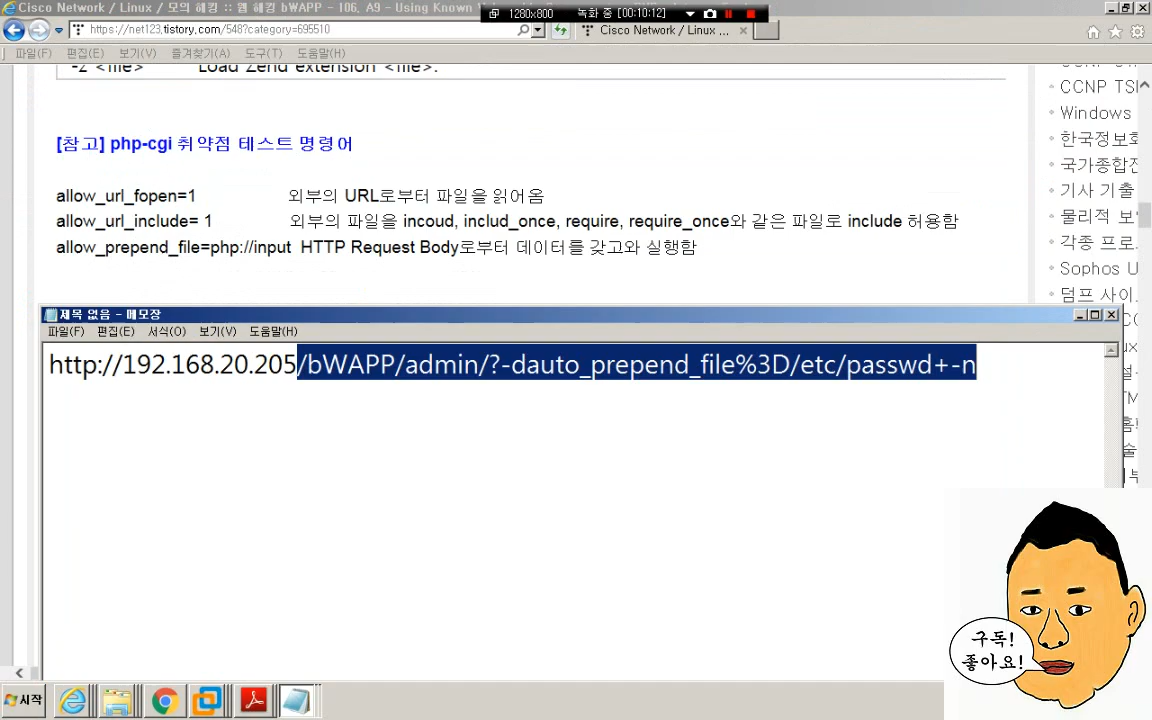 Cisco Network / Linux / 모의 해킹 :: 웹 해킹 bWAPP - 106, A9 - Using Known
1280x800 녹화 중 [00:10:12]
https://net123.tistory.com/548?category=695510
Cisco Network / Linux ...
파일(F) 편집(E) 보기(V) 즐겨찾기(A) 도구(T) 도움말(H)
-z <file> Load Zend extension <file>.
[참고] php-cgi 취약점 테스트 명령어
allow_url_fopen=1 외부의 URL로부터 파일을 읽어옴
allow_url_include= 1 외부의 파일을 incoud, includ_once, require, require_once와 같은 파일로 include 허용함
allow_prepend_file=php://input HTTP Request Body로부터 데이터를 갖고와 실행함
CCNP TSI
Windows
한국정보화
국가종합전
기사 기출
물리적 보
각종 프로
Sophos U
덤프 사이
제목 없음 - 메모장
파일(F) 편집(E) 서식(O) 보기(V) 도움말(H)
http://192.168.20.205/bWAPP/admin/?-dauto_prepend_file%3D/etc/passwd+-n
구독!
좋아요!
시작